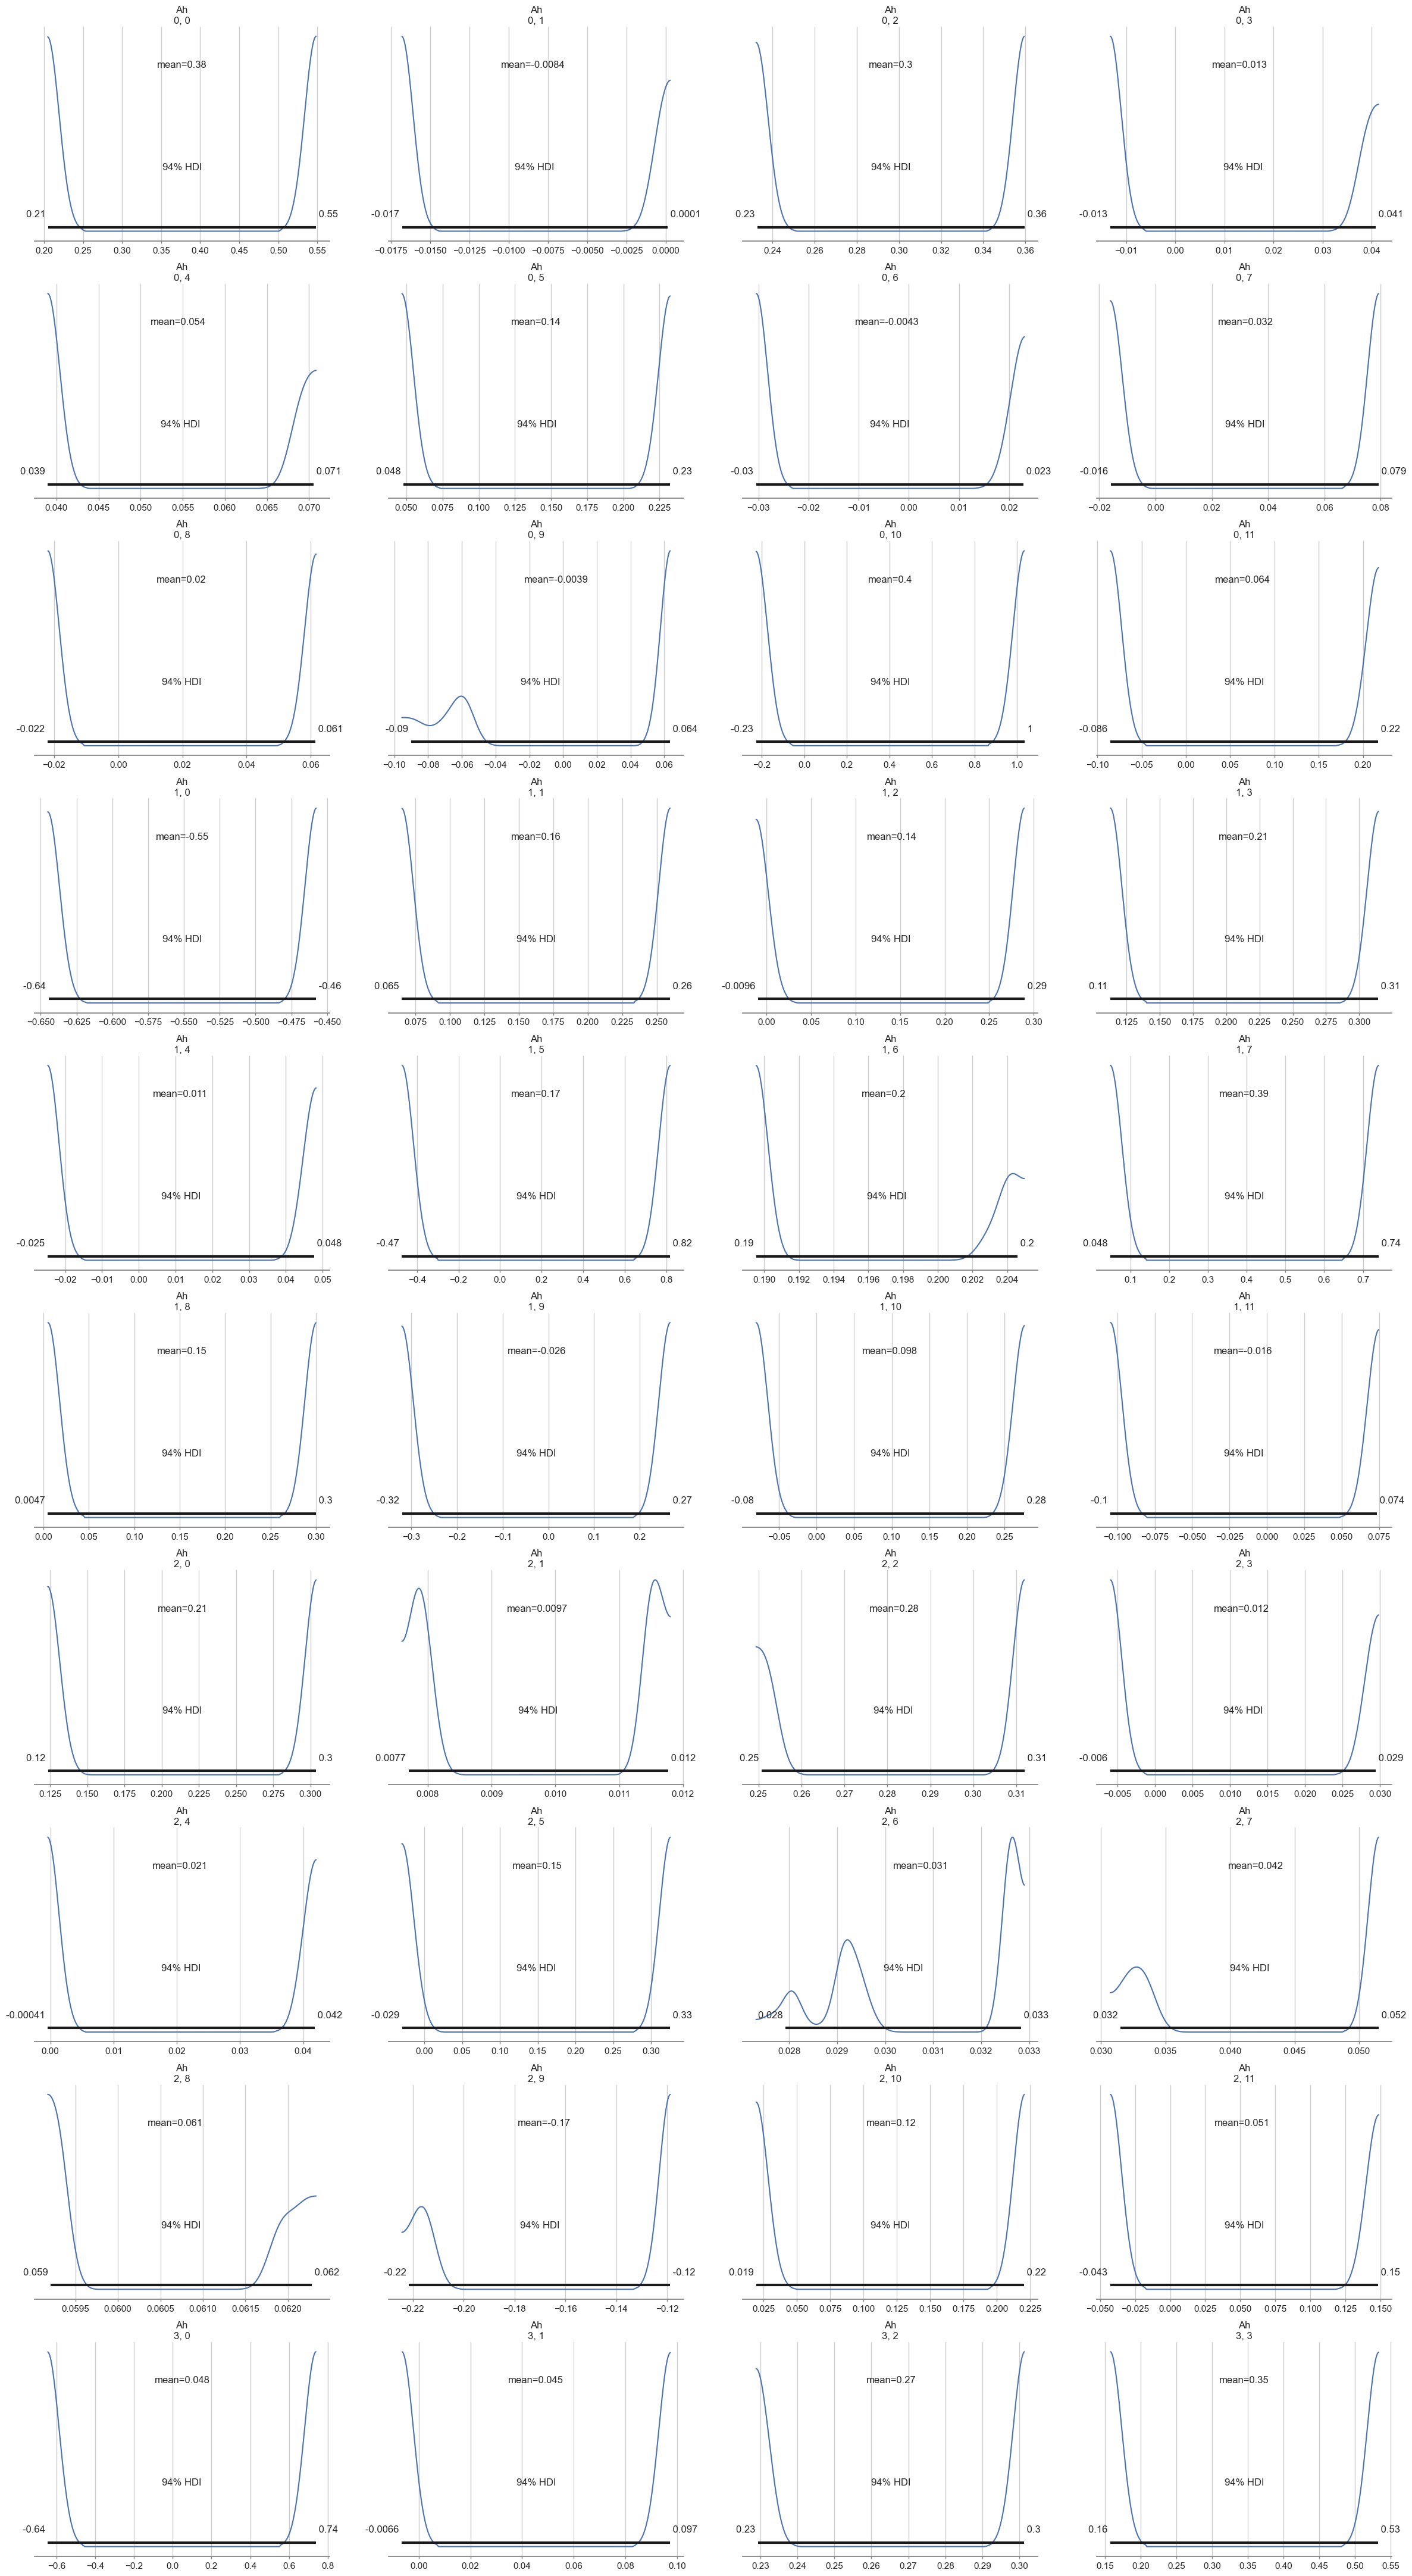 Ah Ah Ah Ah
0, 0 0, 1 0, 2 0, 3
mean=0.38 mean=-0.0084 mean=0.3 mean=0.013
94% HDI 94% HDI 94% HDI 94% HDI
0.21 0.55 -0.017 0.0001 0.23 0.36 -0.013 0.041
0.20 0.25 0.30 0.35 0.40 0.45 0.50 0.55 −0.0175 −0.0150 −0.0125 −0.0100 −0.0075 −0.0050 −0.0025 0.0000 0.24 0.26 0.28 0.30 0.32 0.34 0.36 −0.01 0.00 0.01 0.02 0.03 0.04
Ah Ah Ah Ah
0, 4 0, 5 0, 6 0, 7
mean=0.054 mean=0.14 mean=-0.0043 mean=0.032
94% HDI 94% HDI 94% HDI 94% HDI
0.039 0.071 0.048 0.23 -0.03 0.023 -0.016 0.079
0.040 0.045 0.050 0.055 0.060 0.065 0.070 0.050 0.075 0.100 0.125 0.150 0.175 0.200 0.225 −0.03 −0.02 −0.01 0.00 0.01 0.02 −0.02 0.00 0.02 0.04 0.06 0.08
Ah Ah Ah Ah
0, 8 0, 9 0, 10 0, 11
mean=0.02 mean=-0.0039 mean=0.4 mean=0.064
94% HDI 94% HDI 94% HDI 94% HDI
-0.022 0.061 -0.09 0.064 -0.23 1 -0.086 0.22
−0.02 0.00 0.02 0.04 0.06 −0.10 −0.08 −0.06 −0.04 −0.02 0.00 0.02 0.04 0.06 −0.2 0.0 0.2 0.4 0.6 0.8 1.0 −0.10 −0.05 0.00 0.05 0.10 0.15 0.20
Ah Ah Ah Ah
1, 0 1, 1 1, 2 1, 3
mean=-0.55 mean=0.16 mean=0.14 mean=0.21
94% HDI 94% HDI 94% HDI 94% HDI
-0.64 -0.46 0.065 0.26 -0.0096 0.29 0.11 0.31
−0.650 −0.625 −0.600 −0.575 −0.550 −0.525 −0.500 −0.475 −0.450 0.075 0.100 0.125 0.150 0.175 0.200 0.225 0.250 0.00 0.05 0.10 0.15 0.20 0.25 0.30 0.125 0.150 0.175 0.200 0.225 0.250 0.275 0.300
Ah Ah Ah Ah
1, 4 1, 5 1, 6 1, 7
mean=0.011 mean=0.17 mean=0.2 mean=0.39
94% HDI 94% HDI 94% HDI 94% HDI
-0.025 0.048 -0.47 0.82 0.19 0.2 0.048 0.74
−0.02 −0.01 0.00 0.01 0.02 0.03 0.04 0.05 −0.4 −0.2 0.0 0.2 0.4 0.6 0.8 0.190 0.192 0.194 0.196 0.198 0.200 0.202 0.204 0.1 0.2 0.3 0.4 0.5 0.6 0.7
Ah Ah Ah Ah
1, 8 1, 9 1, 10 1, 11
mean=0.15 mean=-0.026 mean=0.098 mean=-0.016
94% HDI 94% HDI 94% HDI 94% HDI
0.0047 0.3 -0.32 0.27 -0.08 0.28 -0.1 0.074
0.00 0.05 0.10 0.15 0.20 0.25 0.30 −0.3 −0.2 −0.1 0.0 0.1 0.2 −0.05 0.00 0.05 0.10 0.15 0.20 0.25 −0.100 −0.075 −0.050 −0.025 0.000 0.025 0.050 0.075
Ah Ah Ah Ah
2, 0 2, 1 2, 2 2, 3
mean=0.21 mean=0.0097 mean=0.28 mean=0.012
94% HDI 94% HDI 94% HDI 94% HDI
0.12 0.3 0.0077 0.012 0.25 0.31 -0.006 0.029
0.125 0.150 0.175 0.200 0.225 0.250 0.275 0.300 0.008 0.009 0.010 0.011 0.012 0.25 0.26 0.27 0.28 0.29 0.30 0.31 −0.005 0.000 0.005 0.010 0.015 0.020 0.025 0.030
Ah Ah Ah Ah
2, 4 2, 5 2, 6 2, 7
mean=0.021 mean=0.15 mean=0.031 mean=0.042
94% HDI 94% HDI 94% HDI 94% HDI
-0.00041 0.042 -0.029 0.33 0.028 0.033 0.032 0.052
0.00 0.01 0.02 0.03 0.04 0.00 0.05 0.10 0.15 0.20 0.25 0.30 0.028 0.029 0.030 0.031 0.032 0.033 0.030 0.035 0.040 0.045 0.050
Ah Ah Ah Ah
2, 8 2, 9 2, 10 2, 11
mean=0.061 mean=-0.17 mean=0.12 mean=0.051
94% HDI 94% HDI 94% HDI 94% HDI
0.059 0.062 -0.22 -0.12 0.019 0.22 -0.043 0.15
0.0595 0.0600 0.0605 0.0610 0.0615 0.0620 −0.22 −0.20 −0.18 −0.16 −0.14 −0.12 0.025 0.050 0.075 0.100 0.125 0.150 0.175 0.200 0.225 −0.050 −0.025 0.000 0.025 0.050 0.075 0.100 0.125 0.150
Ah Ah Ah Ah
3, 0 3, 1 3, 2 3, 3
mean=0.048 mean=0.045 mean=0.27 mean=0.35
94% HDI 94% HDI 94% HDI 94% HDI
-0.64 0.74 -0.0066 0.097 0.23 0.3 0.16 0.53
−0.6 −0.4 −0.2 0.0 0.2 0.4 0.6 0.8 0.00 0.02 0.04 0.06 0.08 0.10 0.23 0.24 0.25 0.26 0.27 0.28 0.29 0.30 0.15 0.20 0.25 0.30 0.35 0.40 0.45 0.50 0.55